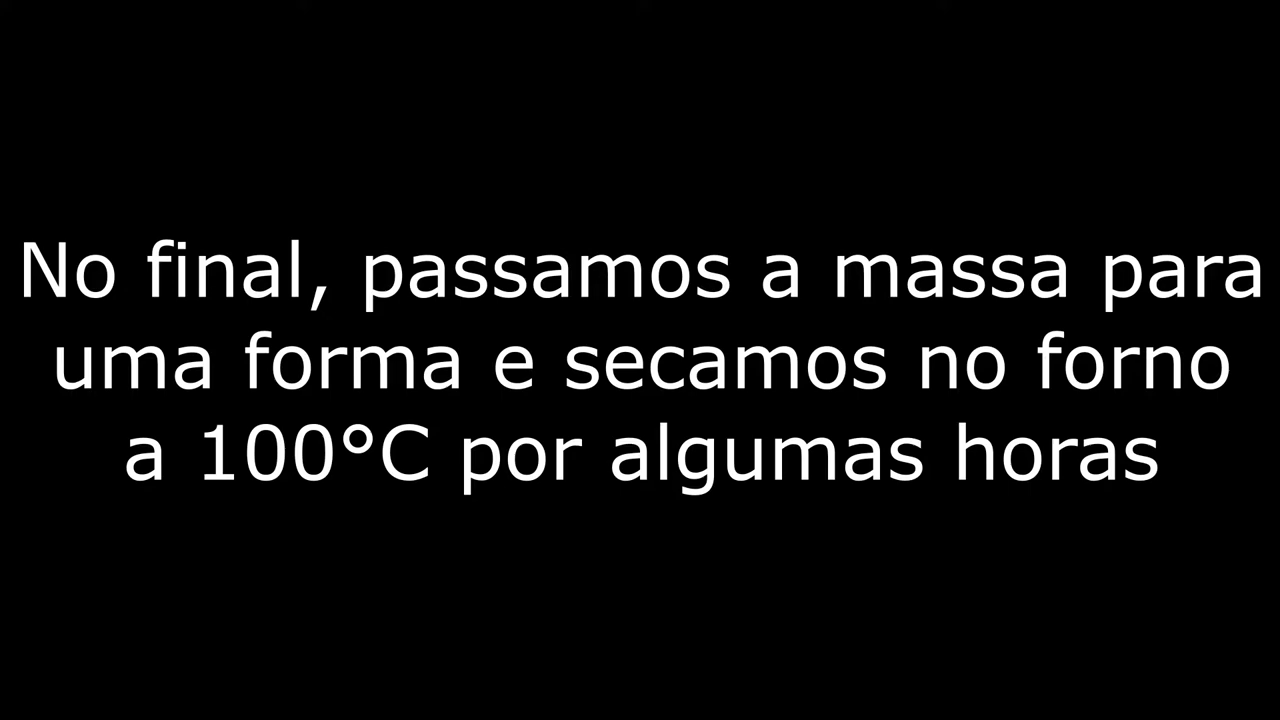 No final, passamos a massa para
uma forma e secamos no forno
a 100°C por algumas horas